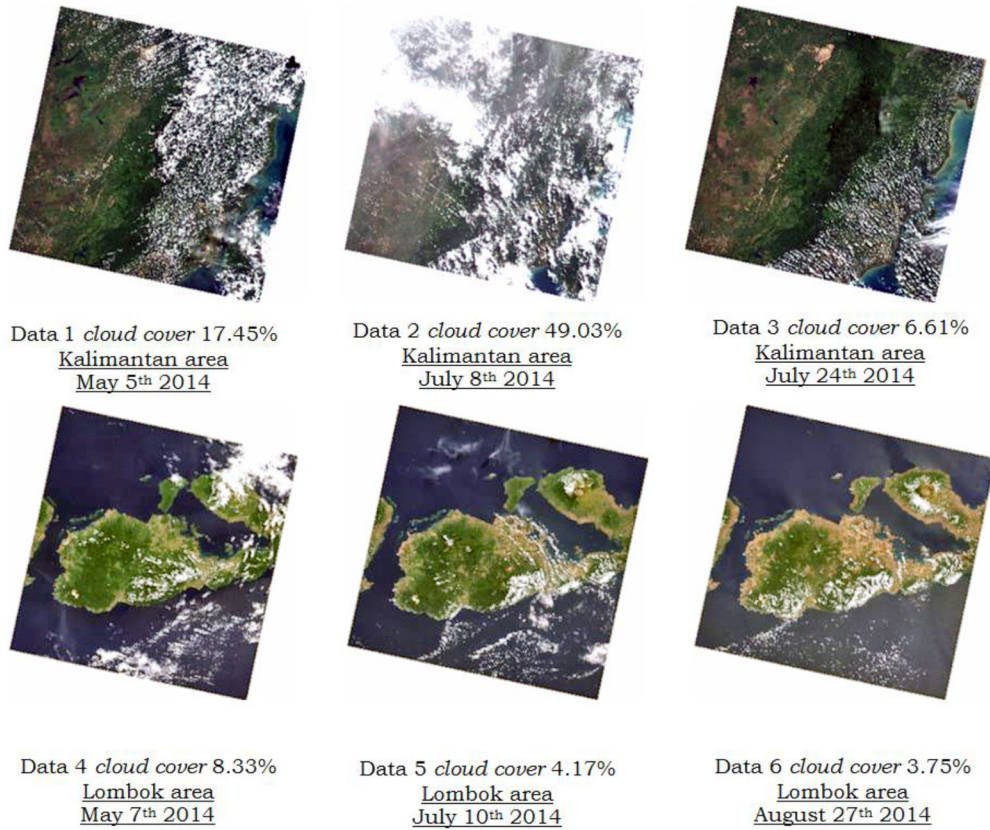 Data 1 cloud cover 17.45%
Kalimantan area
May 5th 2014
Data 2 cloud cover 49.03%
Kalimantan area
July 8th 2014
Data 3 cloud cover 6.61%
Kalimantan area
July 24th 2014
Data 4 cloud cover 8.33%
Lombok area
May 7th 2014
Data 5 cloud cover 4.17%
Lombok area
July 10th 2014
Data 6 cloud cover 3.75%
Lombok area
August 27th 2014